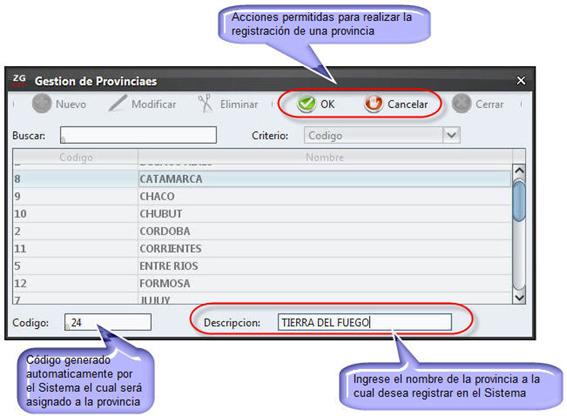 Acciones permitidas para realizar la
registración de una provincia
ZG Gestion de Provinciaes
Nuevo Modificar Eliminar OK Cancelar Cerrar
Buscar: Criterio: Codigo
Codigo Nombre
8 CATAMARCA
9 CHACO
10 CHUBUT
2 CORDOBA
11 CORRIENTES
5 ENTRE RIOS
12 FORMOSA
7 JUJUY
Codigo: 24 Descripcion: TIERRA DEL FUEGO
Código generado
automaticamente por
el Sistema el cual será
asignado a la provincia
Ingrese el nombre de la provincia a la
cual desea registrar en el Sistema